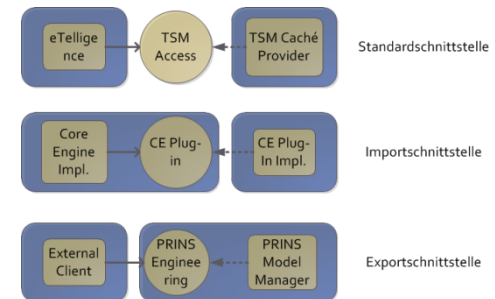 eTellige
nce
TSM
Access
TSM Caché
Provider
Standardschnittstelle
Core
Engine
Impl.
CE Plug-
in
CE Plug-
In Impl.
Importschnittstelle
External
Client
PRINS
Enginee
ring
PRINS
Model
Manager
Exportschnittstelle